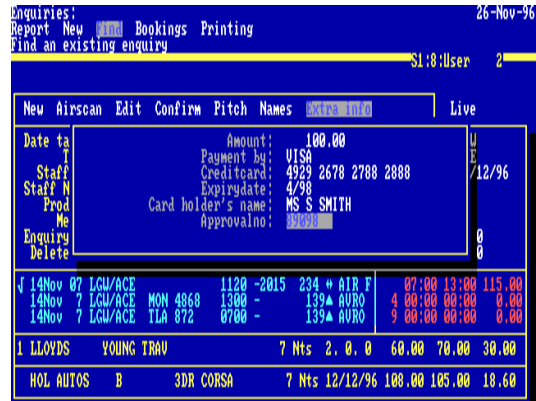 Enquiries: 26-Nov-96
Report New Find Bookings Printing
Find an existing enquiry
S1:8:User 2
New Airscan Edit Confirm Pitch Names Extra info Live
Date ta Amount: 100.00 W
T Payment by: VISA E
Staff Creditcard: 4929 2678 2788 2888 /12/96
Staff N Expirydate: 4/98
Prod Card holder's name: MS S SMITH
Me Approvalno: 89098
Enquiry 0
Delete 0
√ 14Nov 07 LGW/ACE 1120 -2015 234 ↔ AIR F 07:00 13:00 115.00
14Nov 7 LGW/ACE MON 4868 1300 - 139▲ AVRO 4 00:00 00:00 0.00
14Nov 7 LGW/ACE TLA 872 0700 - 139▲ AVRO 9 00:00 00:00 0.00
1 LLOYDS YOUNG TRAV 7 Nts 2. 0. 0 60.00 70.00 30.00
HOL AUTOS B 3DR CORSA 7 Nts 12/12/96 108.00 105.00 18.60